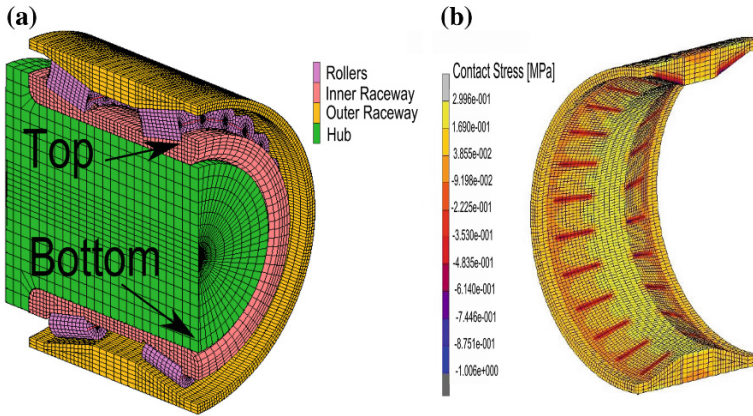 (a)
Rollers
Inner Raceway
Outer Raceway
Hub
Top
Bottom
(b)
Contact Stress [MPa]
2.996e-001
1.690e-001
3.855e-002
-9.198e-002
-2.225e-001
-3.530e-001
-4.835e-001
-6.140e-001
-7.446e-001
-8.751e-001
-1.006e+000